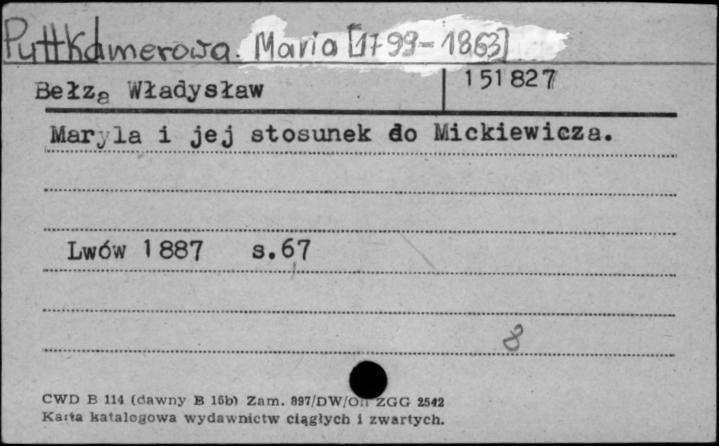 Puttkamerowa. Maria [1799-1863]
Bełza Władysław 151827
Maryla i jej stosunek do Mickiewicza.
Lwów 1887 s.67
8
CWD B 114 (dawny B 15b) Zam. 897/DW/Oп ZGG 2542
Karta katalogowa wydawnictw ciągłych i zwartych.